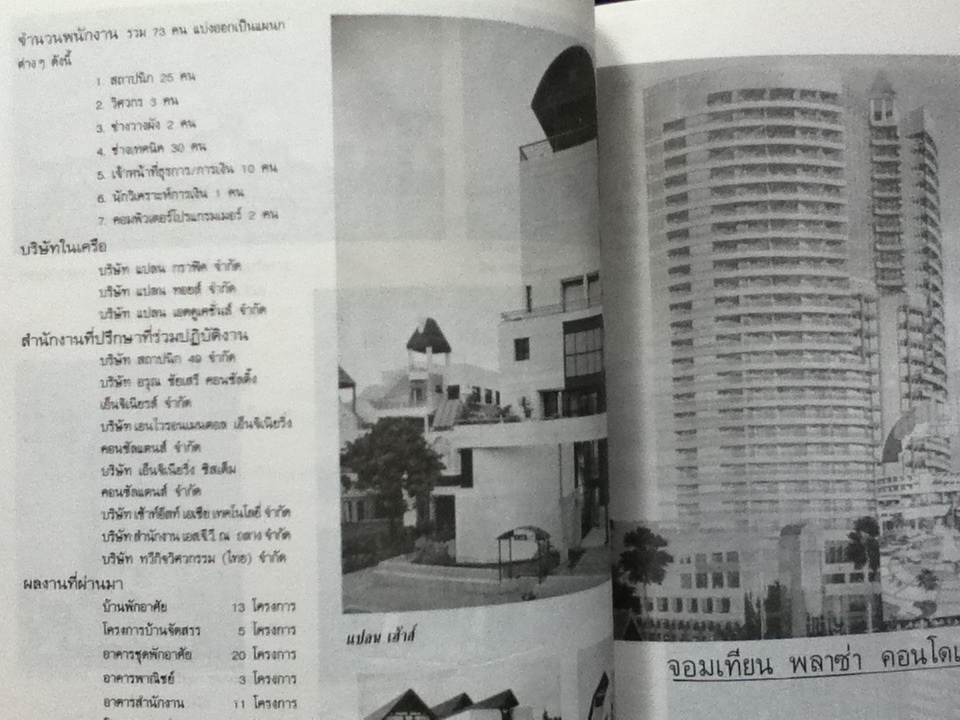 จำนวนพนักงาน รวม 73 คน แบ่งออกเป็นแผนก
ต่างๆ ดังนี้
1. สถาปนิก 25 คน
2. วิศวกร 3 คน
3. ช่างวางผัง 2 คน
4. ช่างเทคนิค 30 คน
5. เจ้าหน้าที่ธุรการ/การเงิน 10 คน
6. นักวิเคราะห์การเงิน 1 คน
7. คอมพิวเตอร์โปรแกรมเมอร์ 2 คน
บริษัทในเครือ
บริษัท แปลน กราฟิค จำกัด
บริษัท แปลน ทอยส์ จำกัด
บริษัท แปลน เอดดูเคชั่นส์ จำกัด
สำนักงานที่ปรึกษาที่ร่วมปฏิบัติงาน
บริษัท สถาปนิก 49 จำกัด
บริษัท อรุณ ชัยเสรี คอนซัลติ้ง
เอ็นจิเนียรส์ จำกัด
บริษัท เอนไวรอนเมนตอล เอ็นจิเนียริ่ง
คอนซัลแตนส์ จำกัด
บริษัท เอ็นจิเนียริ่ง ซิสเต็ม
คอนซัลแตนส์ จำกัด
บริษัท เซ้าท์อีสท์ เอเซีย เทคโนโลยี่ จำกัด
บริษัท สำนักงาน เอส.จี.วี. ณ ถลาง จำกัด
บริษัท ทวีกิจวิศวกรรม (ไทย) จำกัด
ผลงานที่ผ่านมา
บ้านพักอาศัย 13 โครงการ
โครงการบ้านจัดสรร 5 โครงการ
อาคารชุดพักอาศัย 20 โครงการ
อาคารพาณิชย์ 3 โครงการ
อาคารสำนักงาน 11 โครงการ
แปลน เฮ้าส์
จอมเทียน พลาซ่า คอนโดเ